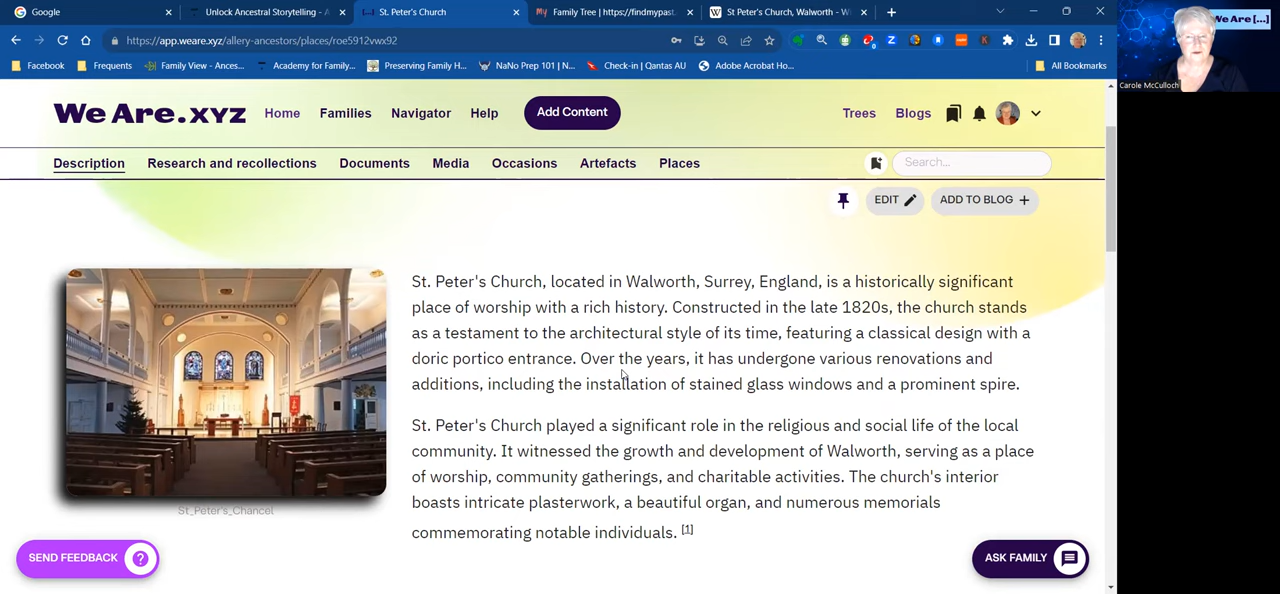 Google
Unlock Ancestral Storytelling - A
St. Peter's Church
Family Tree | https://findmypast.
St Peter's Church, Walworth - Wi
https://app.weare.xyz/allery-ancestors/places/roe5912vwx92
Facebook
Frequents
Family View - Ances...
Academy for Famil...
Preserving Family H...
NaNo Prep 101 | N...
Check-in | Qantas AU
Adobe Acrobat Ho...
All Bookmarks
We Are [...]
Carole McCulloch
We Are.xyz
Home
Families
Navigator
Help
Add Content
Trees
Blogs
Description
Research and recollections
Documents
Media
Occasions
Artefacts
Places
Search...
EDIT
ADD TO BLOG +
St. Peter's Church, located in Walworth, Surrey, England, is a historically significant
place of worship with a rich history. Constructed in the late 1820s, the church stands
as a testament to the architectural style of its time, featuring a classical design with a
doric portico entrance. Over the years, it has undergone various renovations and
additions, including the installation of stained glass windows and a prominent spire.
St. Peter's Church played a significant role in the religious and social life of the local
community. It witnessed the growth and development of Walworth, serving as a place
of worship, community gatherings, and charitable activities. The church's interior
boasts intricate plasterwork, a beautiful organ, and numerous memorials
commemorating notable individuals. [1]
St_Peter's_Chancel
SEND FEEDBACK ?
ASK FAMILY